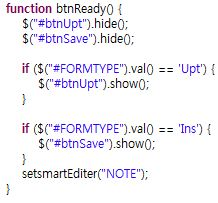 function btnReady() {
    $("#btnUpt").hide();
    $("#btnSave").hide();
    if ($("#FORMTYPE").val() == 'Upt') {
        $("#btnUpt").show();
    }
    if ($("#FORMTYPE").val() == 'Ins') {
        $("#btnSave").show();
    }
    setsmartEditer("NOTE");
}